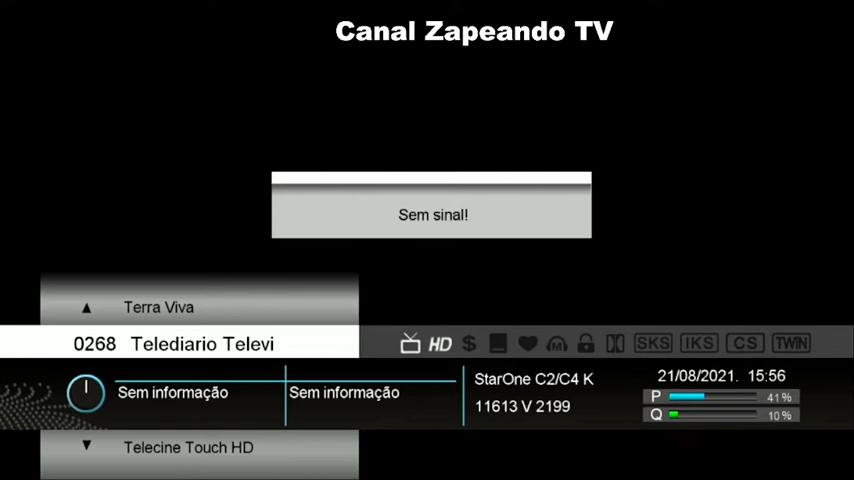 Canal Zapeando TV
Sem sinal!
▲ Terra Viva
0268 Telediario Televi
HD $ SKS IKS CS TWIN
Sem informação
Sem informação
StarOne C2/C4 K
11613 V 2199
21/08/2021. 15:56
P 41%
Q 10%
▼ Telecine Touch HD